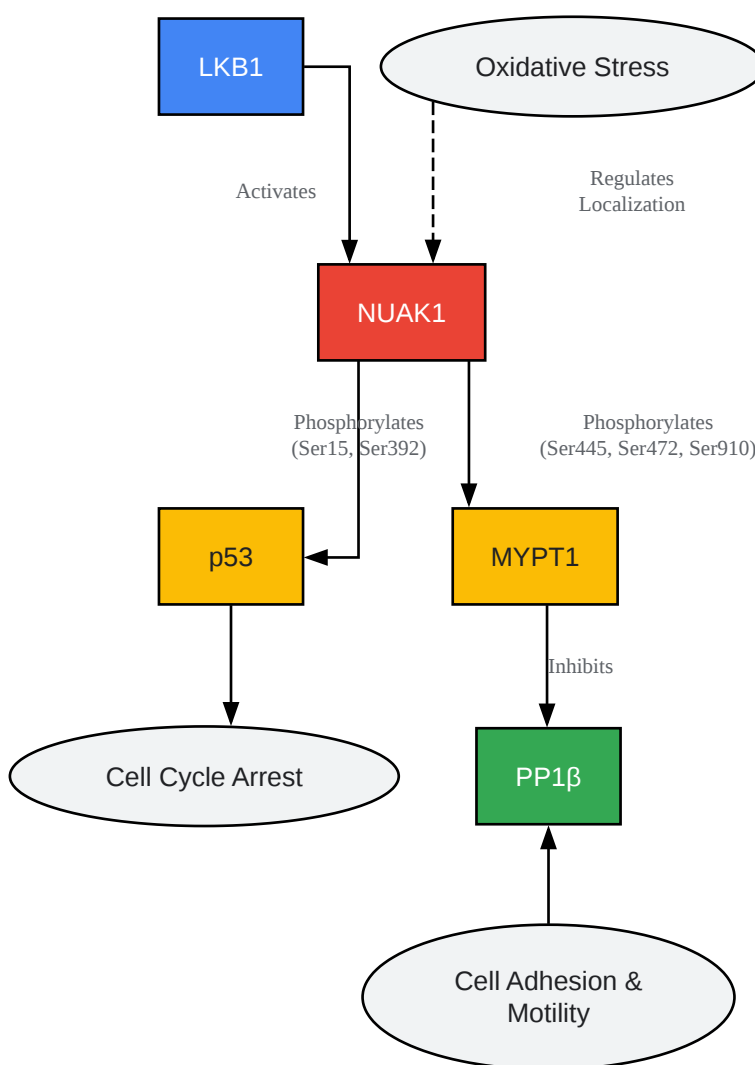 LKB1
Oxidative Stress
Activates
Regulates
Localization
NUAK1
Phosphorylates
(Ser15, Ser392)
Phosphorylates
(Ser445, Ser472, Ser910)
p53
MYPT1
Inhibits
Cell Cycle Arrest
PP1β
Cell Adhesion &
Motility